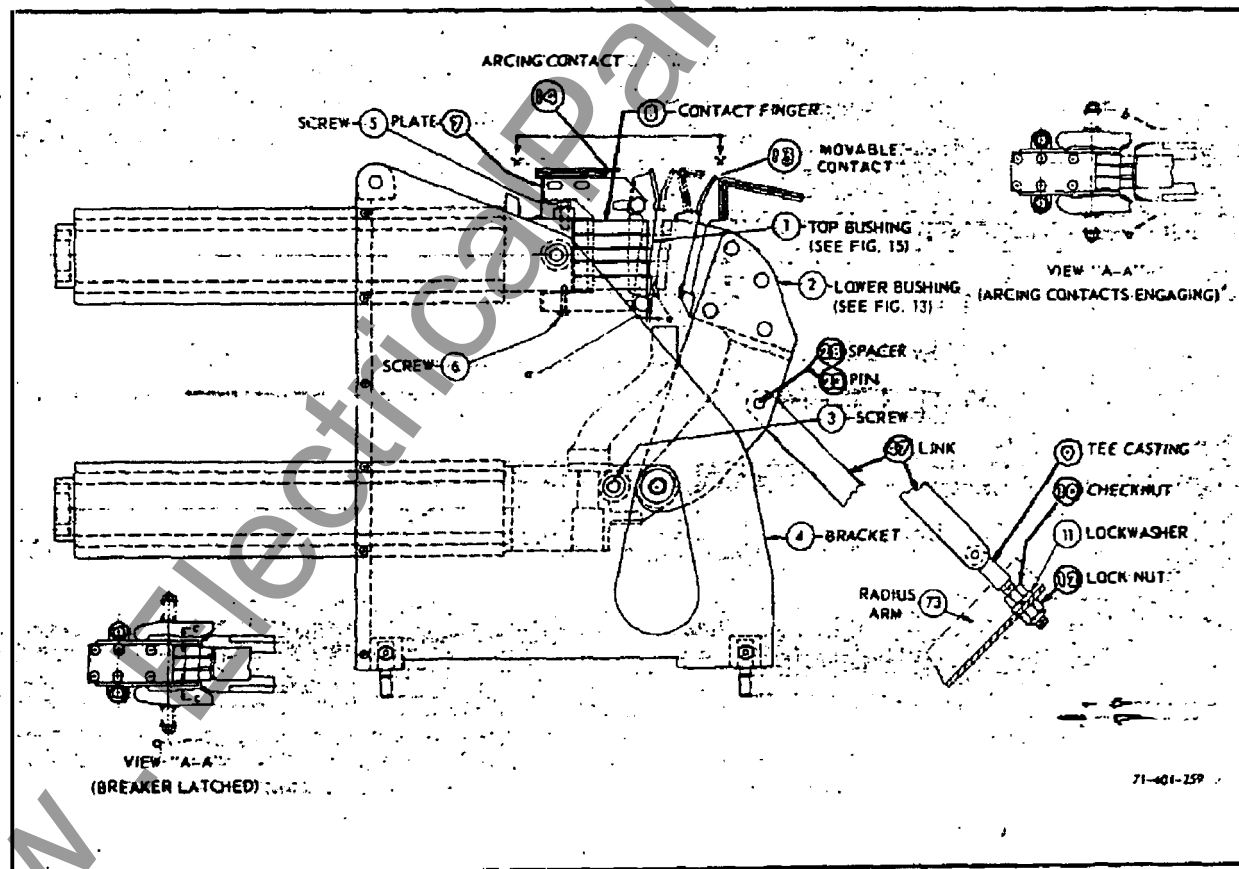 ARCING CONTACT
CONTACT FINGER
SCREW 5 PLATE
MOVABLE CONTACT
1 TOP BUSHING
(SEE FIG. 15)
2 LOWER BUSHING
(SEE FIG. 13)
VIEW "A-A"
(ARCING CONTACTS ENGAGING)
SCREW 6
SPACER
PIN
3 SCREW
LINK
TEE CASTING
CHECKNUT
11 LOCKWASHER
LOCK NUT
4 BRACKET
RADIUS ARM 73
VIEW "A-A"
(BREAKER LATCHED)
71-401-259
w. ElectricalPar